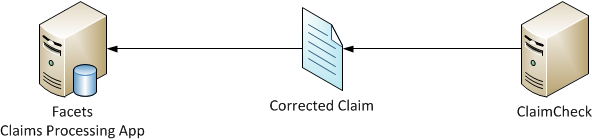 Facets
Claims Processing App
Corrected Claim
ClaimCheck